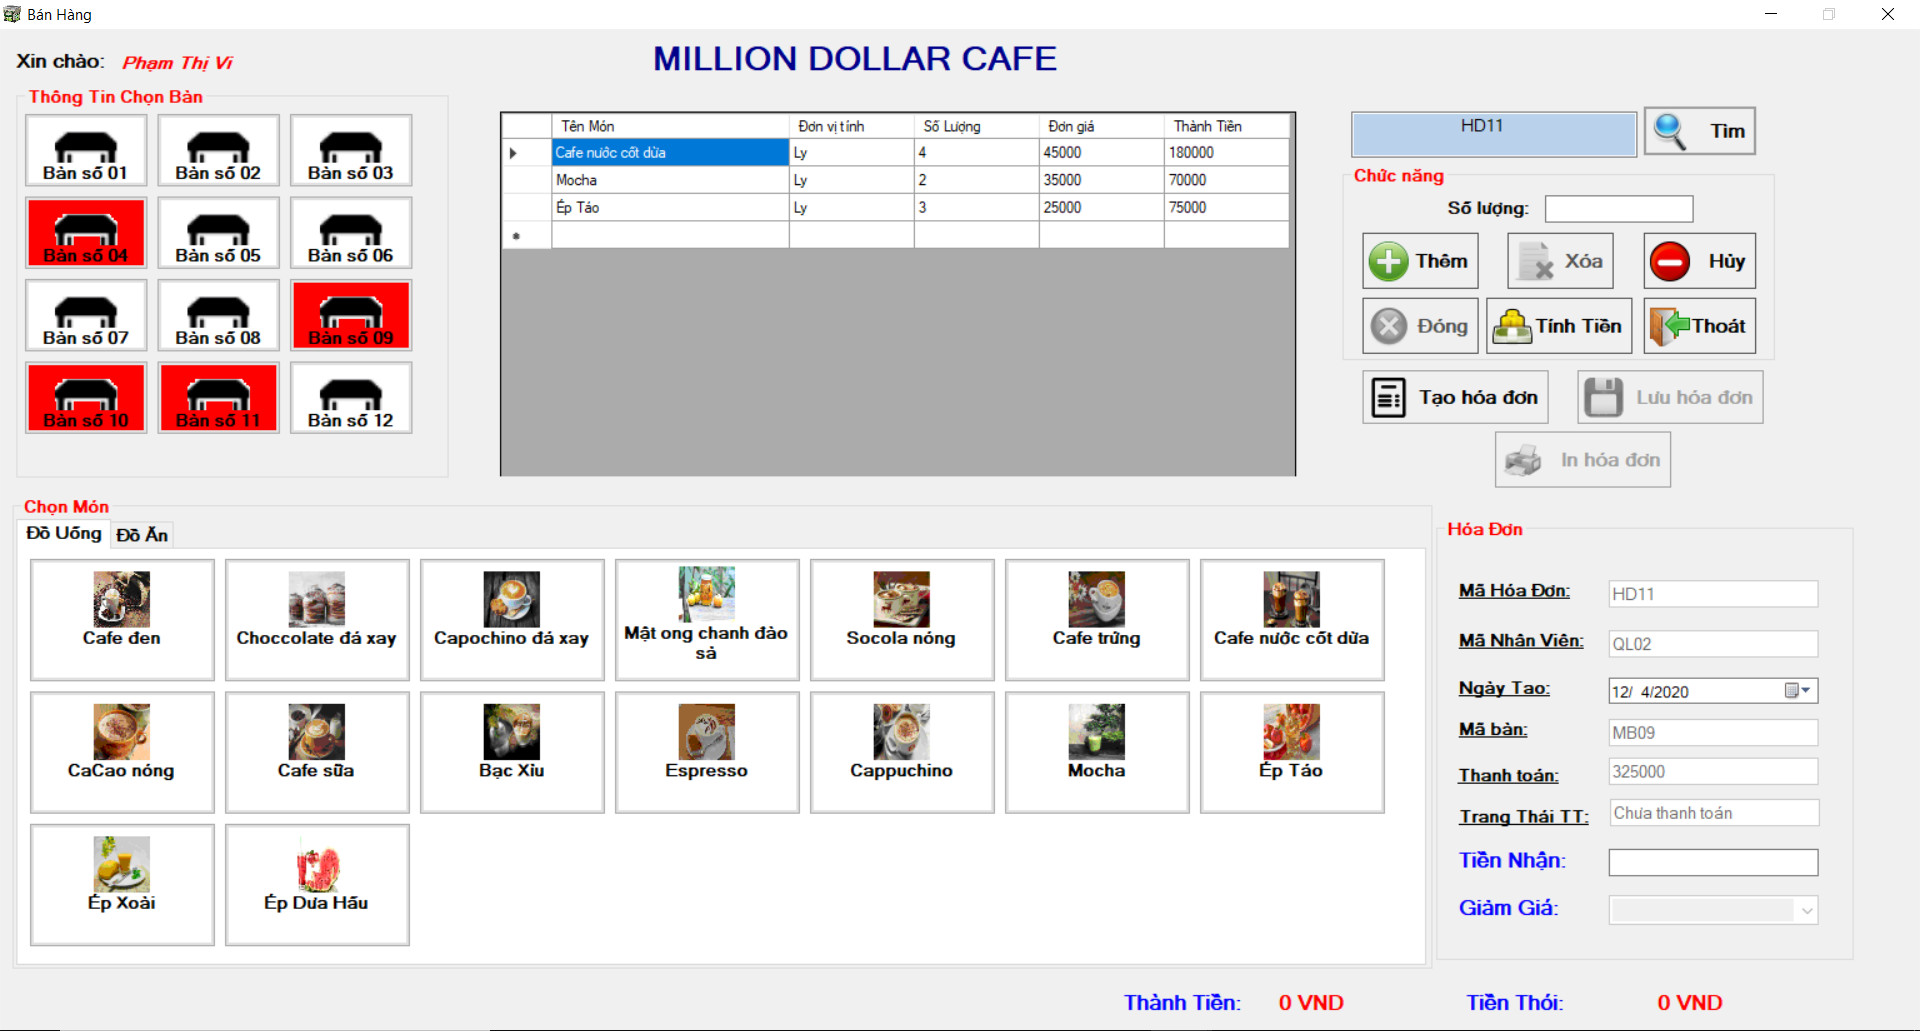 Bán Hàng
Xin chào: Phạm Thị Vi
MILLION DOLLAR CAFE
Thông Tin Chọn Bàn
Bàn số 01 Bàn số 02 Bàn số 03
Bàn số 04 Bàn số 05 Bàn số 06
Bàn số 07 Bàn số 08 Bàn số 09
Bàn số 10 Bàn số 11 Bàn số 12
Tên Món Đơn vị tính Số Lượng Đơn giá Thành Tiền
Cafe nước cốt dừa Ly 4 45000 180000
Mocha Ly 2 35000 70000
Ép Táo Ly 3 25000 75000
HD11 Tìm
Chức năng
Số lượng:
Thêm Xóa Hủy
Đóng Tính Tiền Thoát
Tạo hóa đơn Lưu hóa đơn
In hóa đơn
Chọn Món
Đồ Uống Đồ Ăn
Cafe đen Choccolate đá xay Capochino đá xay Mật ong chanh đào sả Socola nóng Cafe trứng Cafe nước cốt dừa
CaCao nóng Cafe sữa Bạc Xỉu Espresso Cappuchino Mocha Ép Táo
Ép Xoài Ép Dưa Hấu
Hóa Đơn
Mã Hóa Đơn: HD11
Mã Nhân Viên: QL02
Ngày Tao: 12/ 4/2020
Mã bàn: MB09
Thanh toán: 325000
Trang Thái TT: Chưa thanh toán
Tiền Nhận:
Giảm Giá:
Thành Tiền: 0 VND Tiền Thối: 0 VND